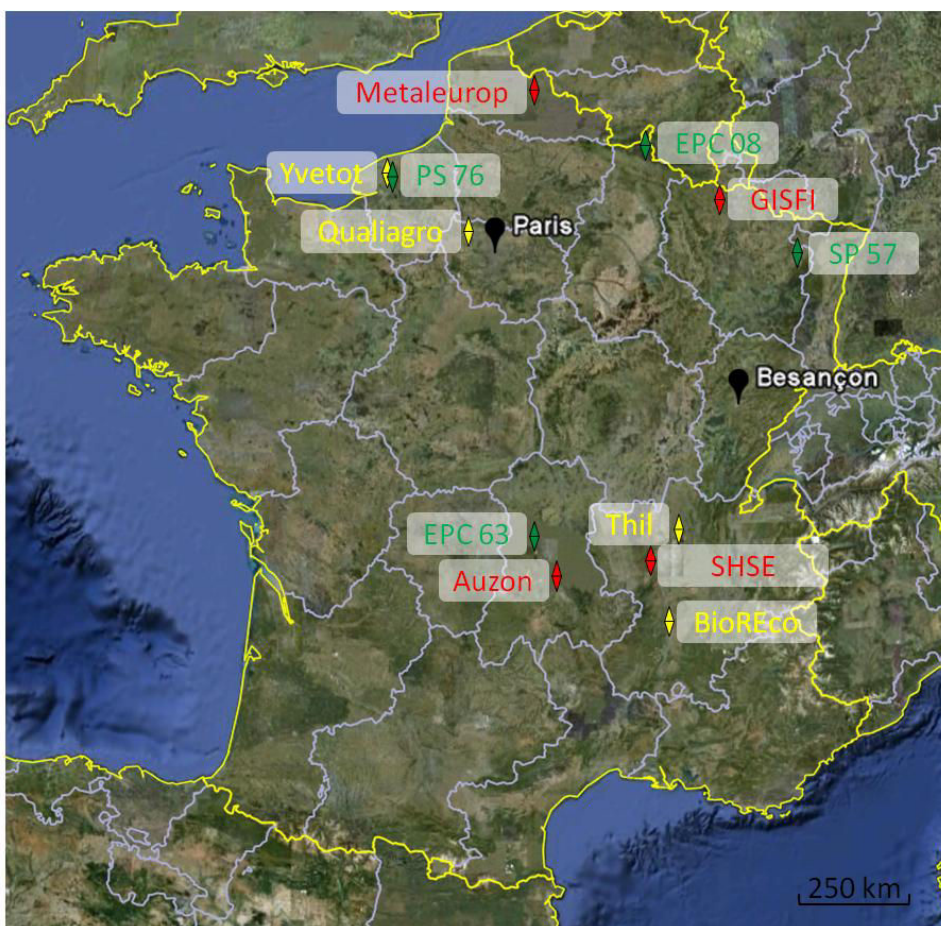 Metaleurop
EPC 08
Yvetot
PS 76
GISFI
Qualiagro
Paris
SP 57
Besançon
Thil
EPC 63
SHSE
Auzon
BioREco
250 km